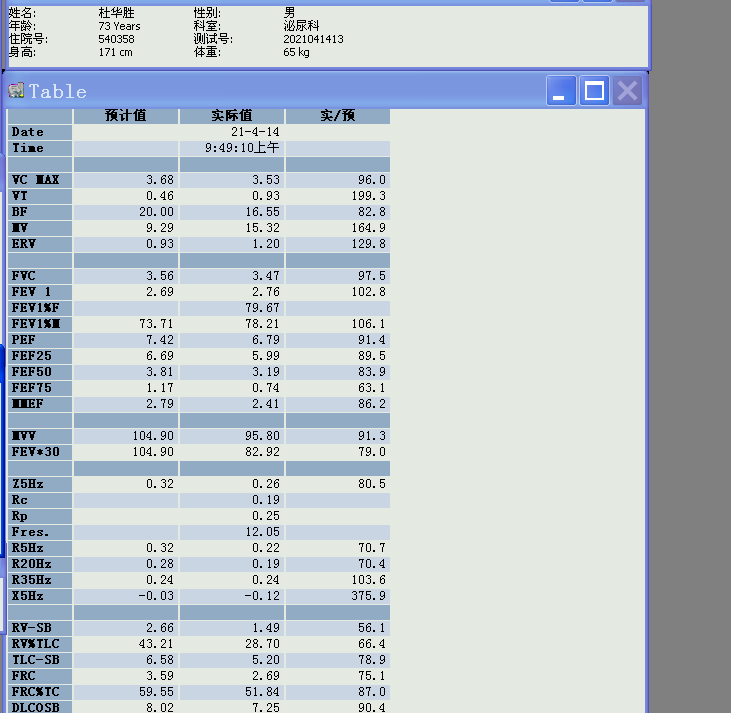 姓名: 杜华胜 性别: 男
年龄: 73 Years 科室: 泌尿科
住院号: 540358 测试号: 2021041413
身高: 171 cm 体重: 65 kg
Table
预计值 实际值 实/预
Date 21-4-14
Time 9:49:10上午
VC MAX 3.68 3.53 96.0
VT 0.46 0.93 199.3
BF 20.00 16.55 82.8
MV 9.29 15.32 164.9
ERV 0.93 1.20 129.8
FVC 3.56 3.47 97.5
FEV 1 2.69 2.76 102.8
FEV1%F 79.67
FEV1%M 73.71 78.21 106.1
PEF 7.42 6.79 91.4
FEF25 6.69 5.99 89.5
FEF50 3.81 3.19 83.9
FEF75 1.17 0.74 63.1
MMEF 2.79 2.41 86.2
MVV 104.90 95.80 91.3
FEV*30 104.90 82.92 79.0
Z5Hz 0.32 0.26 80.5
Rc 0.19
Rp 0.25
Fres. 12.05
R5Hz 0.32 0.22 70.7
R20Hz 0.28 0.19 70.4
R35Hz 0.24 0.24 103.6
X5Hz -0.03 -0.12 375.9
RV-SB 2.66 1.49 56.1
RV%TLC 43.21 28.70 66.4
TLC-SB 6.58 5.20 78.9
FRC 3.59 2.69 75.1
FRC%TC 59.55 51.84 87.0
DLCOSB 8.02 7.25 90.4